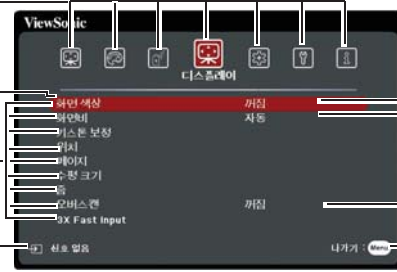 ViewSonic
디스플레이
화면 색상 꺼짐
화면비 자동
키스톤 보정
위치
페이지
수평 크기
줌
오버스캔 꺼짐
3X Fast Input
신호 없음 나가기 : Menu